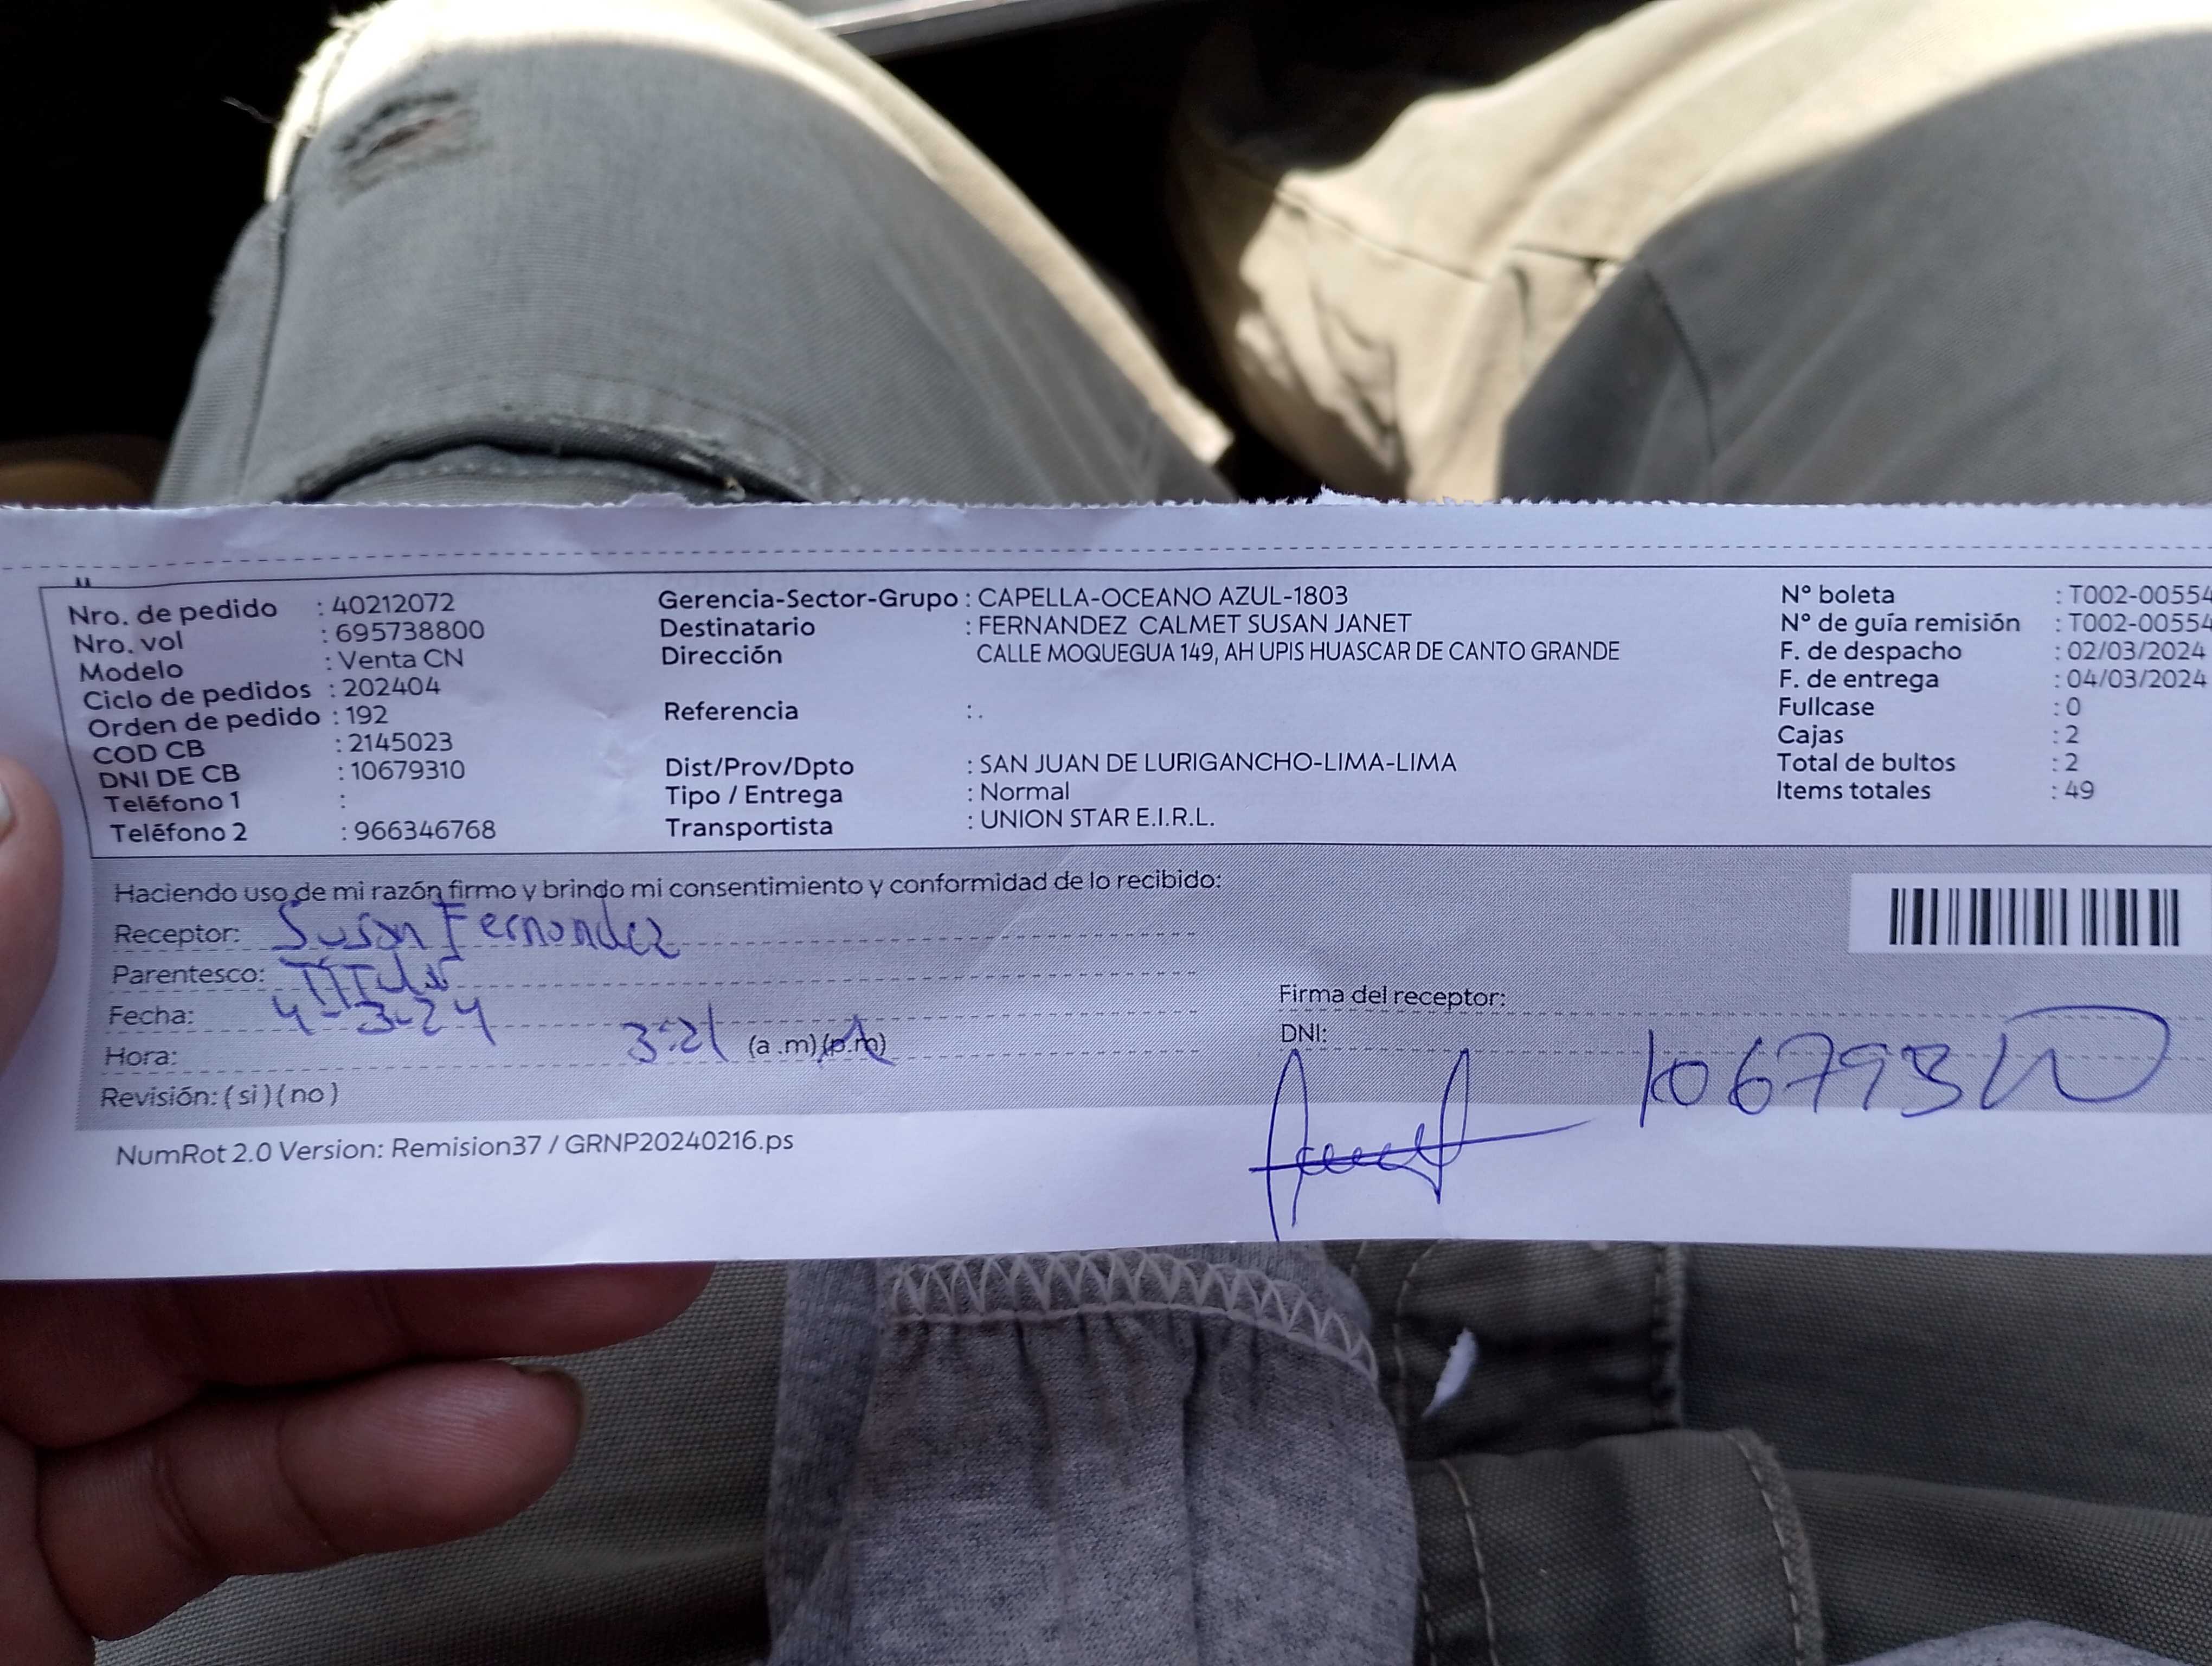 Nro. de pedido : 40212072
Nro. vol : 695738800
Modelo : Venta CN
Ciclo de pedidos : 202404
Orden de pedido : 192
COD CB : 2145023
DNI DE CB : 10679310
Teléfono 1 :
Teléfono 2 : 966346768
Gerencia-Sector-Grupo : CAPELLA-OCEANO AZUL-1803
Destinatario : FERNANDEZ CALMET SUSAN JANET
Dirección CALLE MOQUEGUA 149, AH UPIS HUASCAR DE CANTO GRANDE
Referencia : .
Dist/Prov/Dpto : SAN JUAN DE LURIGANCHO-LIMA-LIMA
Tipo / Entrega : Normal
Transportista : UNION STAR E.I.R.L.
N° boleta : T002-00554
N° de guía remisión : T002-00554
F. de despacho : 02/03/2024
F. de entrega : 04/03/2024
Fullcase : 0
Cajas : 2
Total de bultos : 2
Items totales : 49
Haciendo uso de mi razón firmo y brindo mi consentimiento y conformidad de lo recibido:
Receptor: Susan Fernandez
Parentesco: Titular
Fecha: 4-3-24
Hora: 3:21 (a.m)(p.m)
Revisión: (si)(no)
Firma del receptor:
DNI: 10679310
NumRot 2.0 Version: Remision37 / GRNP20240216.ps